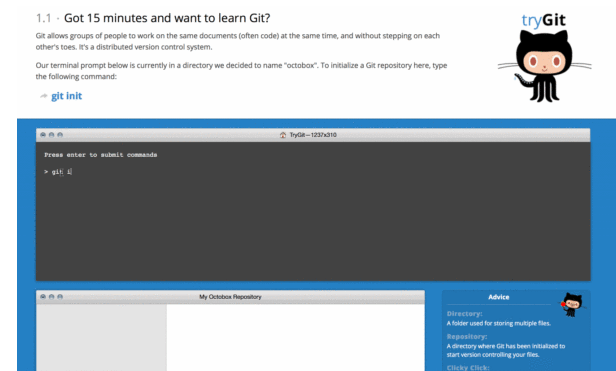 1.1 · Got 15 minutes and want to learn Git?
tryGit
Git allows groups of people to work on the same documents (often code) at the same time, and without stepping on each
other's toes. It's a distributed version control system.
Our terminal prompt below is currently in a directory we decided to name "octobox". To initialize a Git repository here, type
the following command:
git init
TryGit—1237x310
Press enter to submit commands
> git i
My Octobox Repository
Advice
Directory:
A folder used for storing multiple files.
Repository:
A directory where Git has been initialized to
start version controlling your files.
Clicky Click: